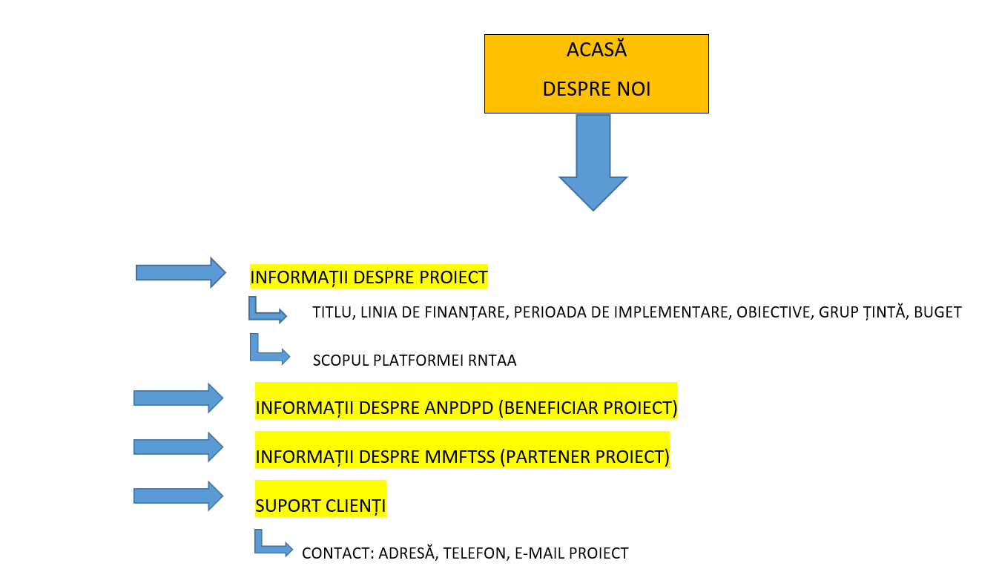 ACASĂ
DESPRE NOI
INFORMAȚII DESPRE PROIECT
TITLU, LINIA DE FINANȚARE, PERIOADA DE IMPLEMENTARE, OBIECTIVE, GRUP ȚINTĂ, BUGET
SCOPUL PLATFORMEI RNTAA
INFORMAȚII DESPRE ANPDPD (BENEFICIAR PROIECT)
INFORMAȚII DESPRE MMFTSS (PARTENER PROIECT)
SUPORT CLIENȚI
CONTACT: ADRESĂ, TELEFON, E-MAIL PROIECT